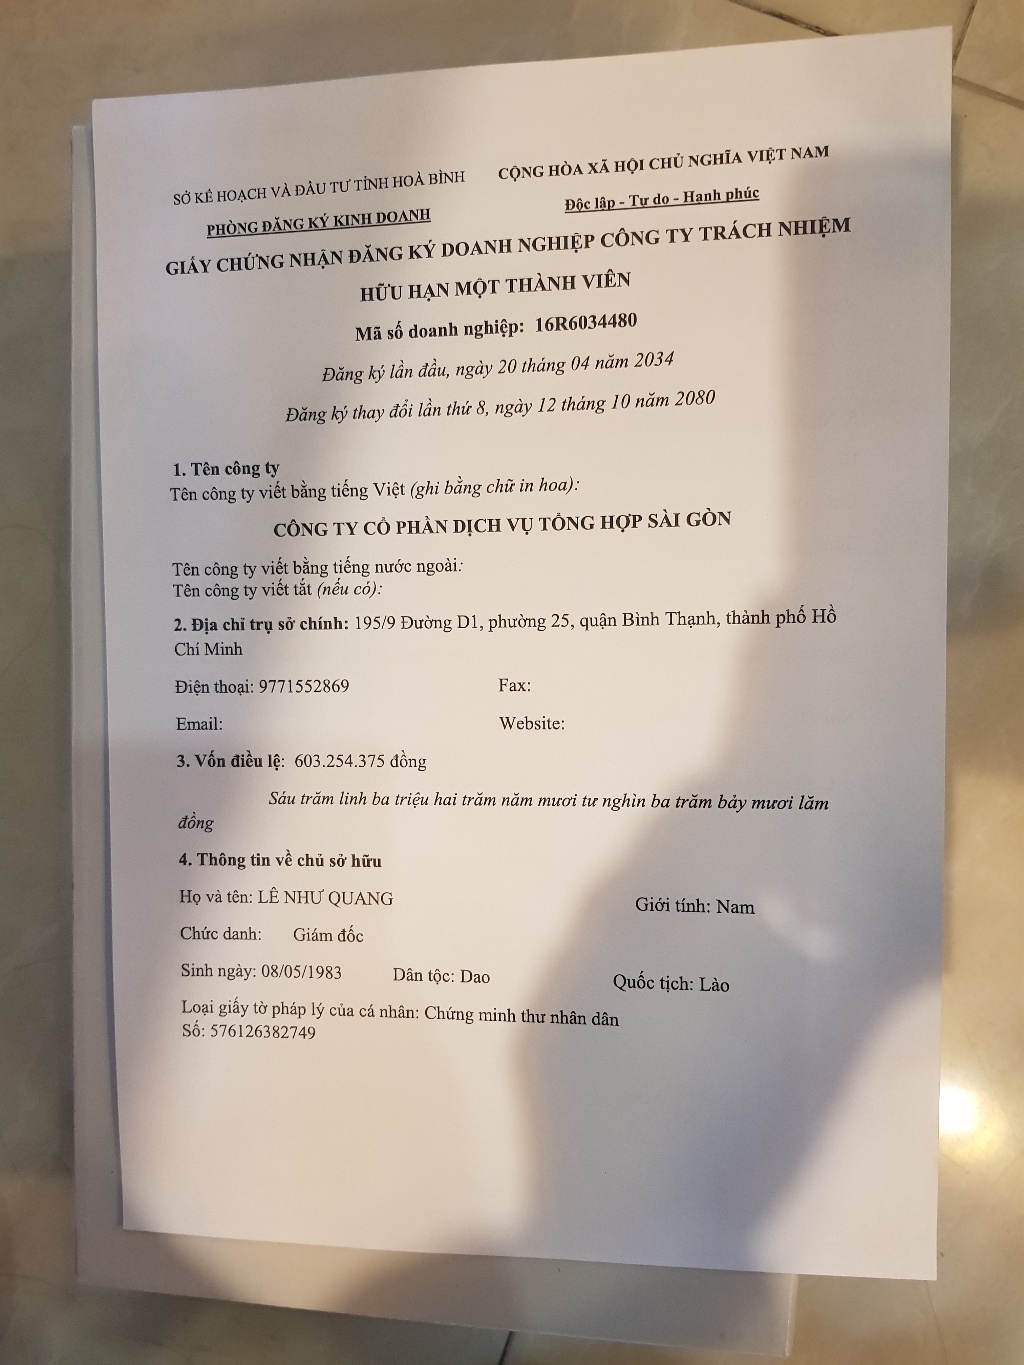 SỞ KẾ HOẠCH VÀ ĐẦU TƯ TỈNH HOÀ BÌNH
CỘNG HÒA XÃ HỘI CHỦ NGHĨA VIỆT NAM
PHÒNG ĐĂNG KÝ KINH DOANH
Độc lập - Tự do - Hạnh phúc
GIẤY CHỨNG NHẬN ĐĂNG KÝ DOANH NGHIỆP CÔNG TY TRÁCH NHIỆM
HỮU HẠN MỘT THÀNH VIÊN
Mã số doanh nghiệp: 16R6034480
Đăng ký lần đầu, ngày 20 tháng 04 năm 2034
Đăng ký thay đổi lần thứ 8, ngày 12 tháng 10 năm 2080
1. Tên công ty
Tên công ty viết bằng tiếng Việt (ghi bằng chữ in hoa):
CÔNG TY CỔ PHẦN DỊCH VỤ TỔNG HỢP SÀI GÒN
Tên công ty viết bằng tiếng nước ngoài:
Tên công ty viết tắt (nếu có):
2. Địa chỉ trụ sở chính: 195/9 Đường D1, phường 25, quận Bình Thạnh, thành phố Hồ
Chí Minh
Điện thoại: 9771552869
Fax:
Email:
Website:
3. Vốn điều lệ: 603.254.375 đồng
Sáu trăm linh ba triệu hai trăm năm mươi tư nghìn ba trăm bảy mươi lăm
đồng
4. Thông tin về chủ sở hữu
Họ và tên: LÊ NHƯ QUANG
Giới tính: Nam
Chức danh: Giám đốc
Sinh ngày: 08/05/1983
Dân tộc: Dao
Quốc tịch: Lào
Loại giấy tờ pháp lý của cá nhân: Chứng minh thư nhân dân
Số: 576126382749